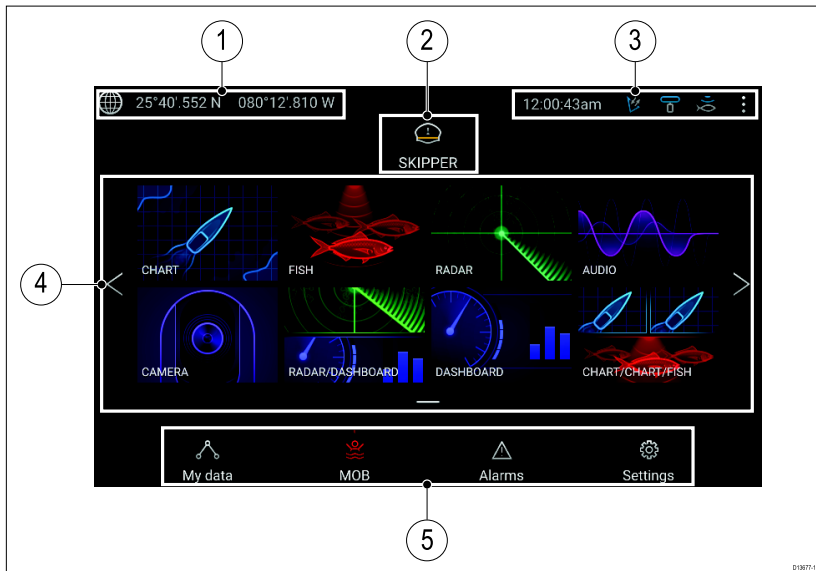 1
2
3
25°40'.552 N 080°12'.810 W
12:00:43am
SKIPPER
4
CHART
FISH
RADAR
AUDIO
CAMERA
RADAR/DASHBOARD
DASHBOARD
CHART/CHART/FISH
My data
MOB
Alarms
Settings
5
D13677-1